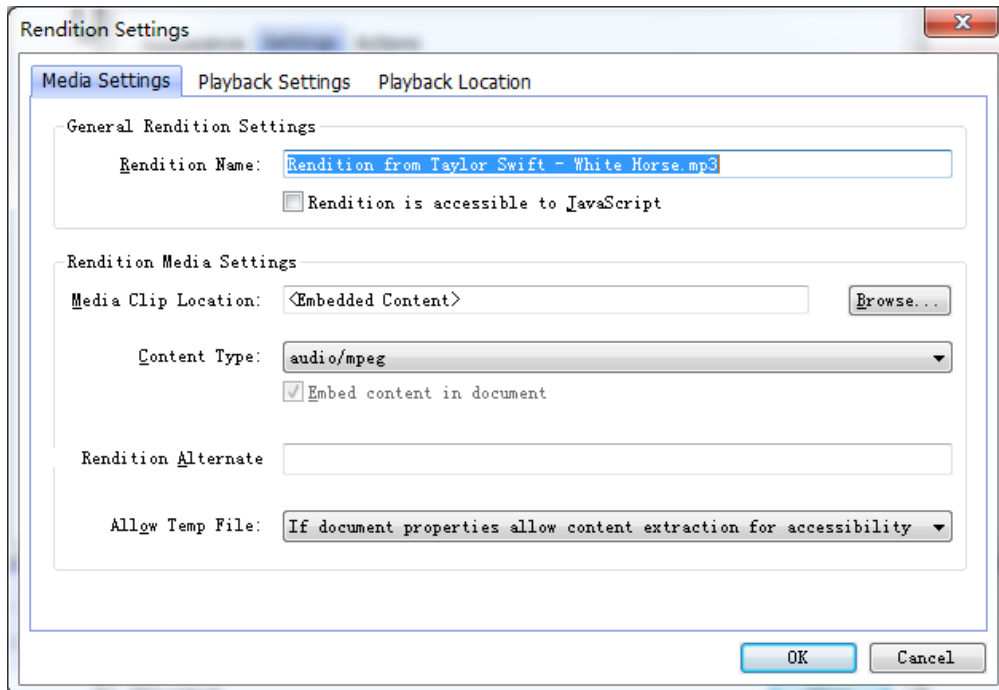 Rendition Settings
Appearance Settings Actions
Media Settings Playback Settings Playback Location
General Rendition Settings
Rendition Name: Rendition from Taylor Swift - White Horse.mp3
Rendition is accessible to JavaScript
Rendition Media Settings
Media Clip Location: <Embedded Content> Browse...
Content Type: audio/mpeg
Embed content in document
Rendition Alternate
Allow Temp File: If document properties allow content extraction for accessibility
OK Cancel